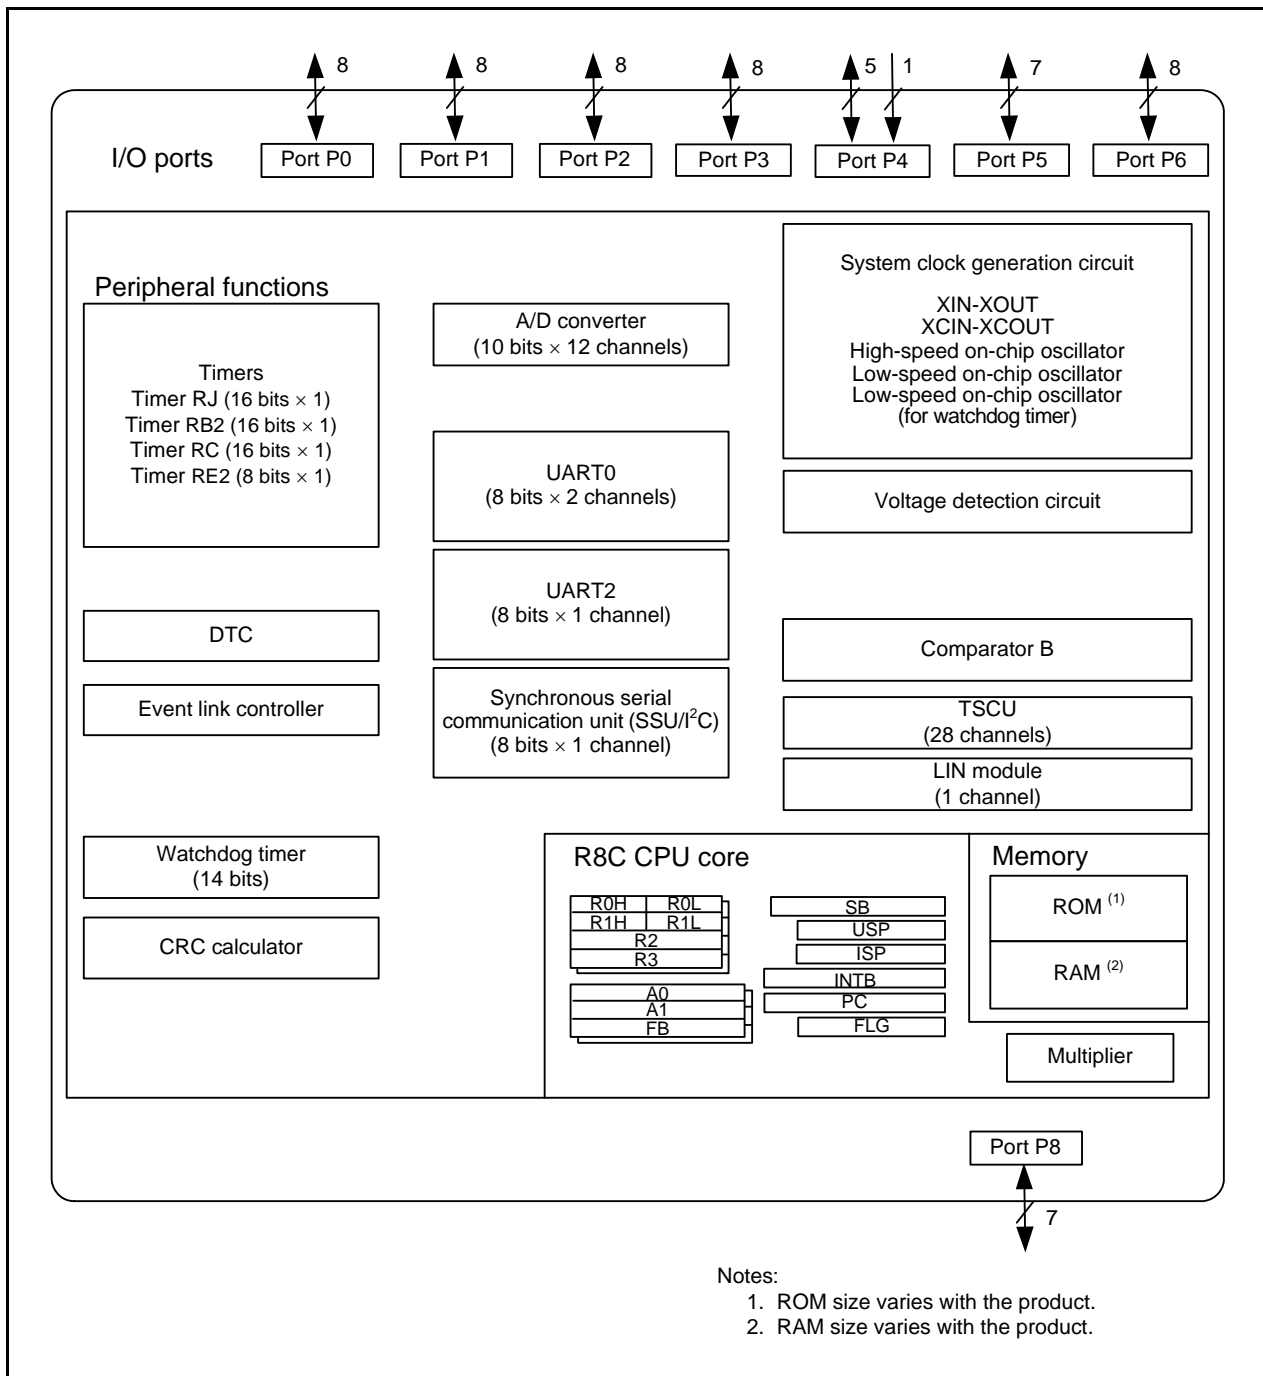 8 8 8 8 5 1 7 8
I/O ports
Port P0
Port P1
Port P2
Port P3
Port P4
Port P5
Port P6
Peripheral functions
Timers
Timer RJ (16 bits × 1)
Timer RB2 (16 bits × 1)
Timer RC (16 bits × 1)
Timer RE2 (8 bits × 1)
DTC
Event link controller
Watchdog timer
(14 bits)
CRC calculator
A/D converter
(10 bits × 12 channels)
UART0
(8 bits × 2 channels)
UART2
(8 bits × 1 channel)
Synchronous serial
communication unit (SSU/I²C)
(8 bits × 1 channel)
System clock generation circuit
XIN-XOUT
XCIN-XCOUT
High-speed on-chip oscillator
Low-speed on-chip oscillator
Low-speed on-chip oscillator
(for watchdog timer)
Voltage detection circuit
Comparator B
TSCU
(28 channels)
LIN module
(1 channel)
R8C CPU core
R0H R0L
R1H R1L
R2
R3
A0
A1
FB
SB
USP
ISP
INTB
PC
FLG
Memory
ROM (1)
RAM (2)
Multiplier
Port P8
7
Notes:
1. ROM size varies with the product.
2. RAM size varies with the product.